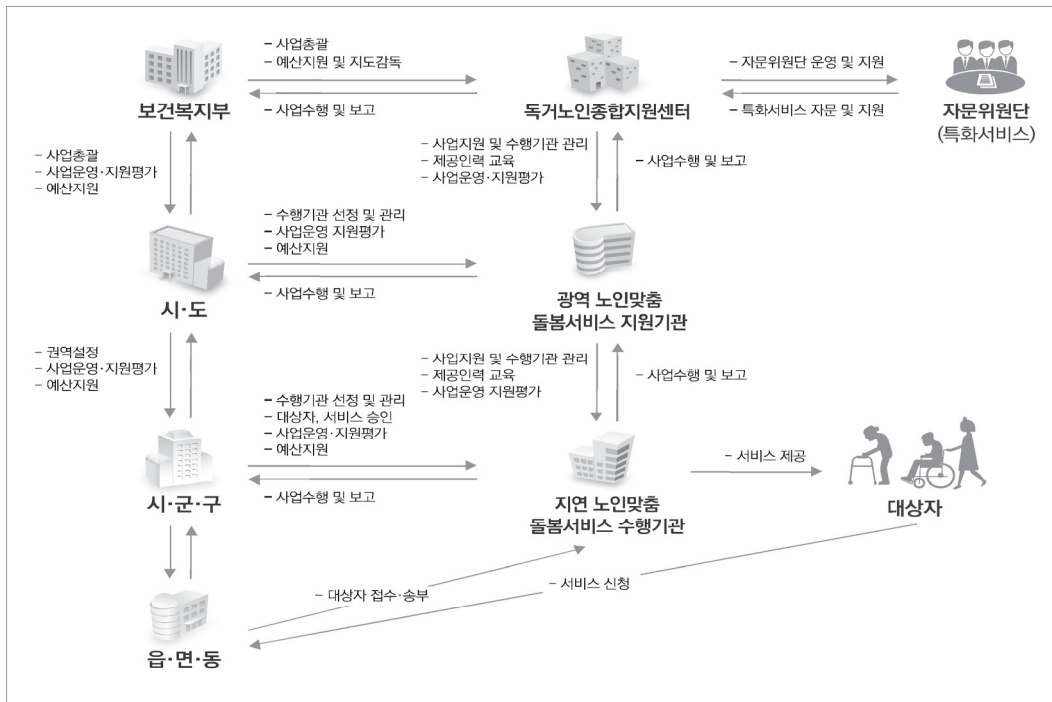 - 사업총괄
- 예산지원 및 지도감독
- 사업수행 및 보고
보건복지부
독거노인종합지원센터
- 자문위원단 운영 및 지원
- 특화서비스 자문 및 지원
자문위원단
(특화서비스)
- 사업총괄
- 사업운영·지원평가
- 예산지원
- 사업지원 및 수행기관 관리
- 제공인력 교육
- 사업운영·지원평가
- 사업수행 및 보고
- 수행기관 선정 및 관리
- 사업운영 지원평가
- 예산지원
- 사업수행 및 보고
시·도
광역 노인맞춤
돌봄서비스 지원기관
- 권역설정
- 사업운영·지원평가
- 예산지원
- 사업지원 및 수행기관 관리
- 제공인력 교육
- 사업운영 지원평가
- 사업수행 및 보고
- 수행기관 선정 및 관리
- 대상자, 서비스 승인
- 사업운영·지원평가
- 예산지원
- 사업수행 및 보고
시·군·구
지연 노인맞춤
돌봄서비스 수행기관
- 서비스 제공
대상자
- 대상자 접수·송부
- 서비스 신청
읍·면·동